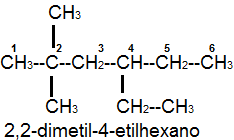 CH₃
1 2 3 4 5 6
CH₃--C--CH₂--CH--CH₂--CH₃
CH₃ CH₂--CH₃
2,2-dimetil-4-etilhexano